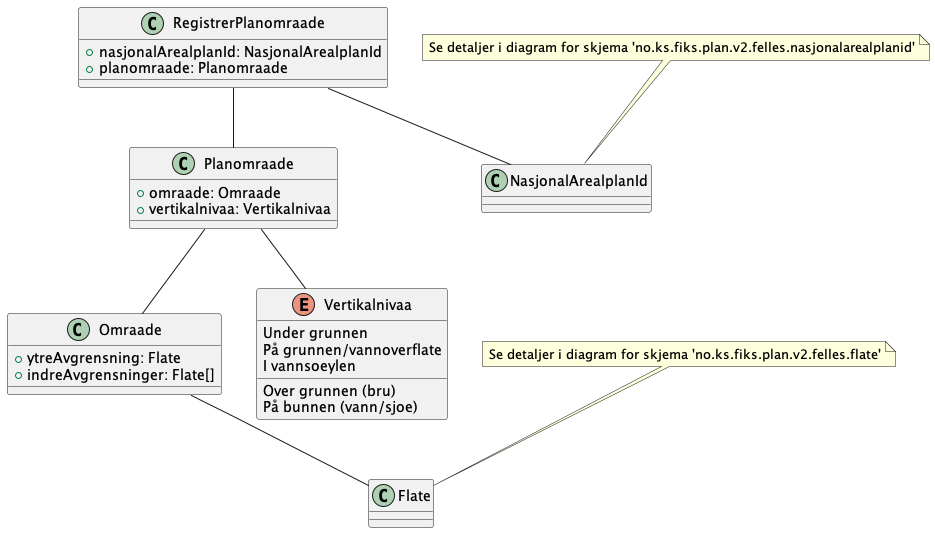 C RegistrerPlanomraade
nasjonalArealplanId: NasjonalArealplanId
planomraade: Planomraade
Se detaljer i diagram for skjema 'no.ks.fiks.plan.v2.felles.nasjonalarealplanid'
C Planomraade
omraade: Omraade
vertikalnivaa: Vertikalnivaa
C NasjonalArealplanId
C Omraade
ytreAvgrensning: Flate
indreAvgrensninger: Flate[]
E Vertikalnivaa
Under grunnen
På grunnen/vannoverflate
I vannsoeylen
Over grunnen (bru)
På bunnen (vann/sjoe)
Se detaljer i diagram for skjema 'no.ks.fiks.plan.v2.felles.flate'
C Flate